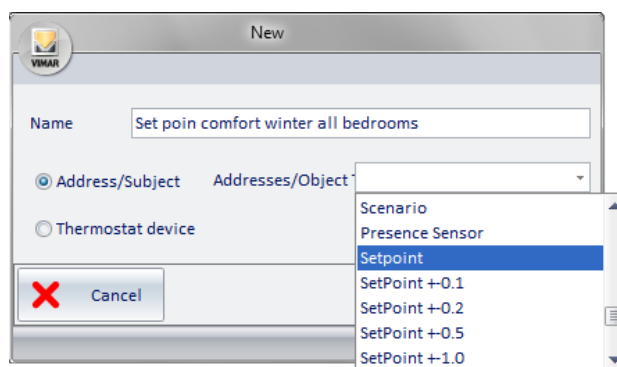 New
VIMAR
Name Set poin comfort winter all bedrooms
Address/Subject Addresses/Object
Thermostat device
Scenario
Presence Sensor
Setpoint
SetPoint +-0.1
SetPoint +-0.2
SetPoint +-0.5
SetPoint +-1.0
Cancel